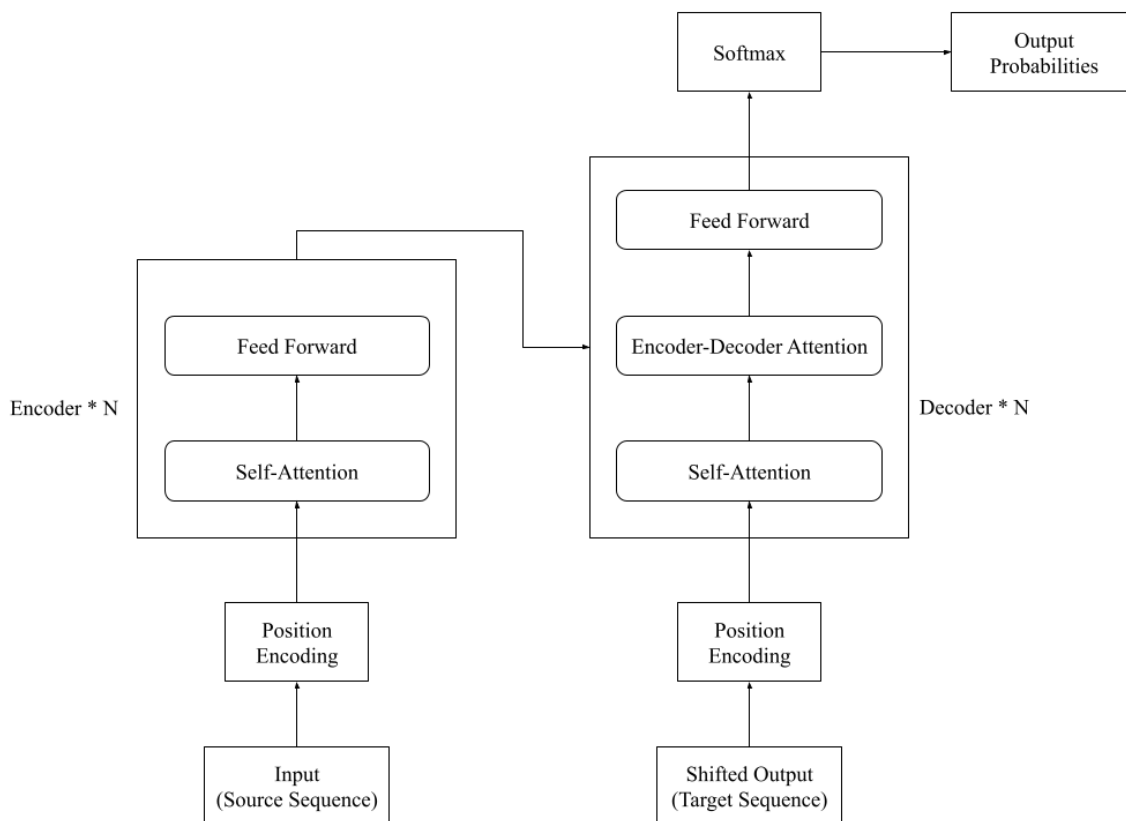 Softmax
Output
Probabilities
Feed Forward
Feed Forward
Encoder-Decoder Attention
Encoder * N
Decoder * N
Self-Attention
Self-Attention
Position
Encoding
Position
Encoding
Input
(Source Sequence)
Shifted Output
(Target Sequence)